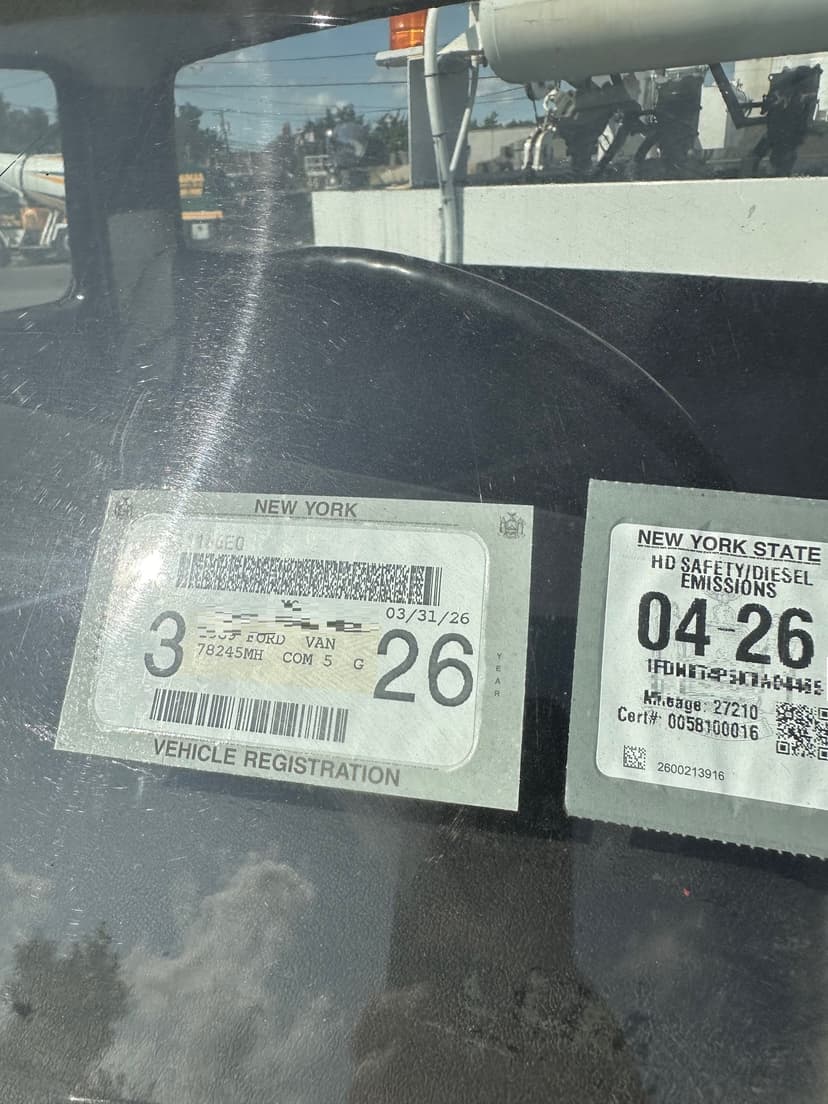 NEW YORK
03/31/26
3
FORD VAN
78245MH COM 5 G
26
YEAR
VEHICLE REGISTRATION
NEW YORK STATE
HD SAFETY/DIESEL
EMISSIONS
04-26
Mileage: 27210
Cert#: 0058100016
2600213916